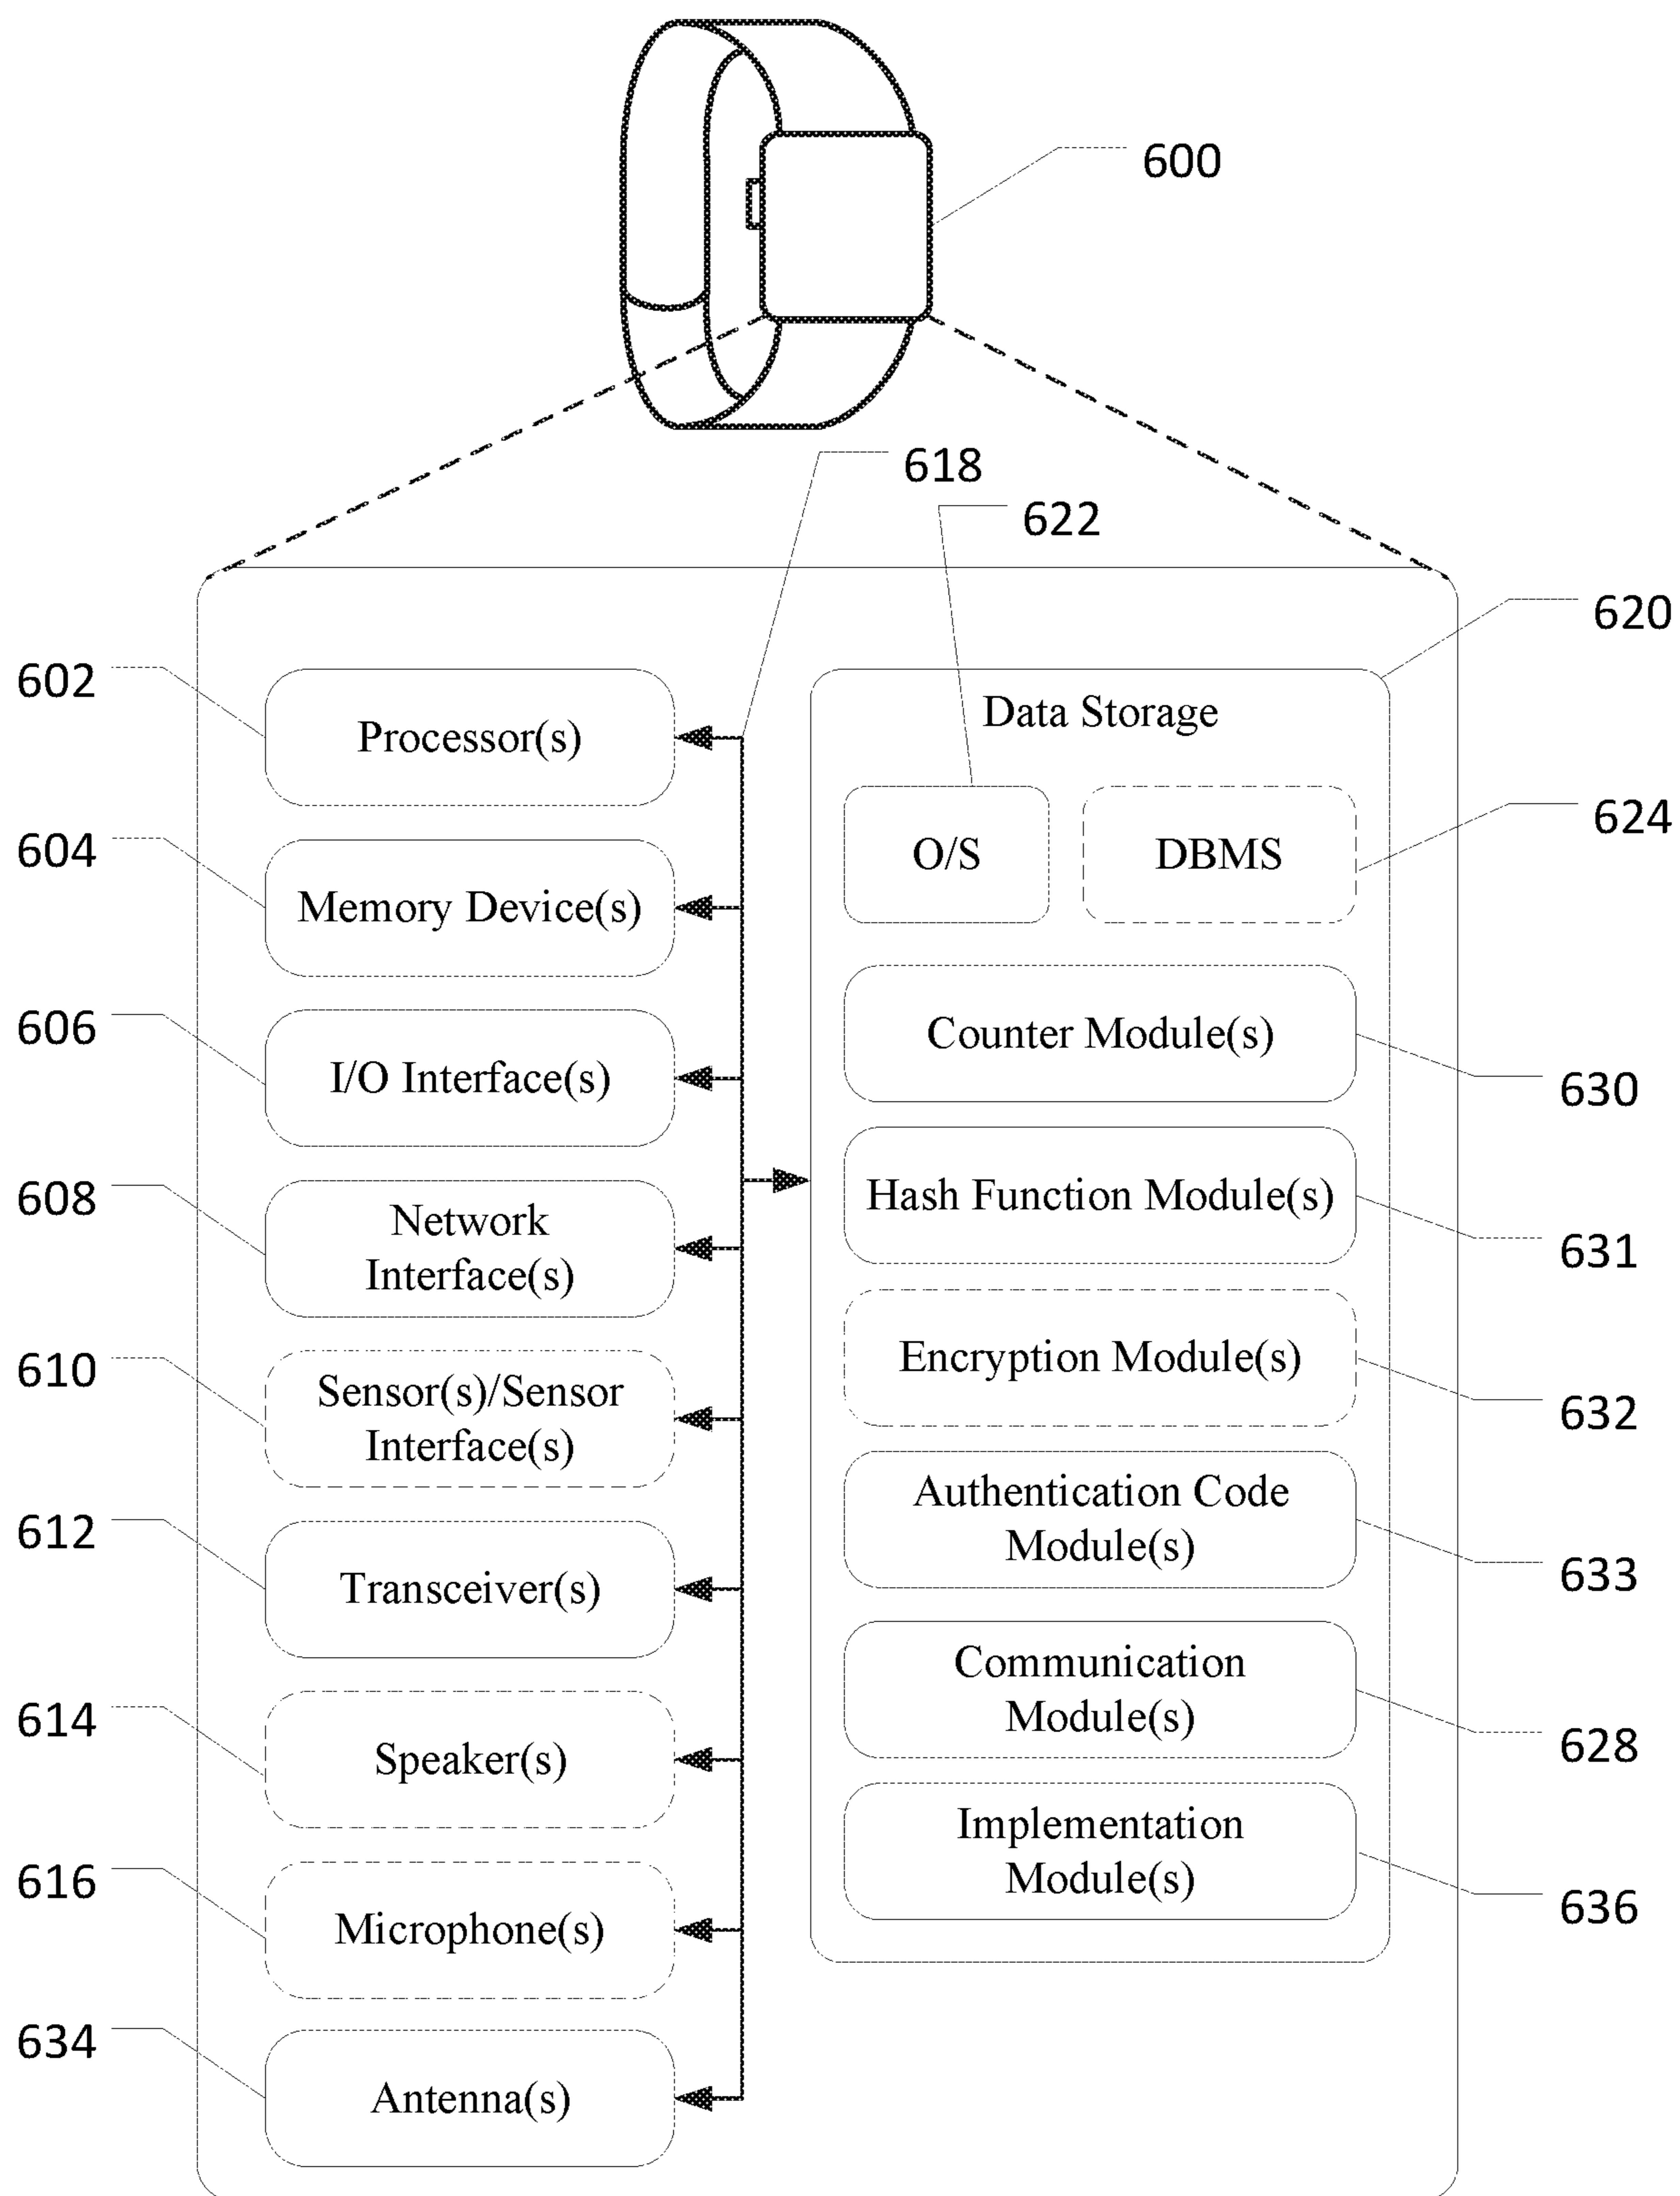 600
618
622
620
602
Processor(s)
604
Memory Device(s)
606
I/O Interface(s)
608
Network
Interface(s)
610
Sensor(s)/Sensor
Interface(s)
612
Transceiver(s)
614
Speaker(s)
616
Microphone(s)
634
Antenna(s)
Data Storage
O/S
DBMS
624
Counter Module(s)
630
Hash Function Module(s)
631
Encryption Module(s)
632
Authentication Code
Module(s)
633
Communication
Module(s)
628
Implementation
Module(s)
636